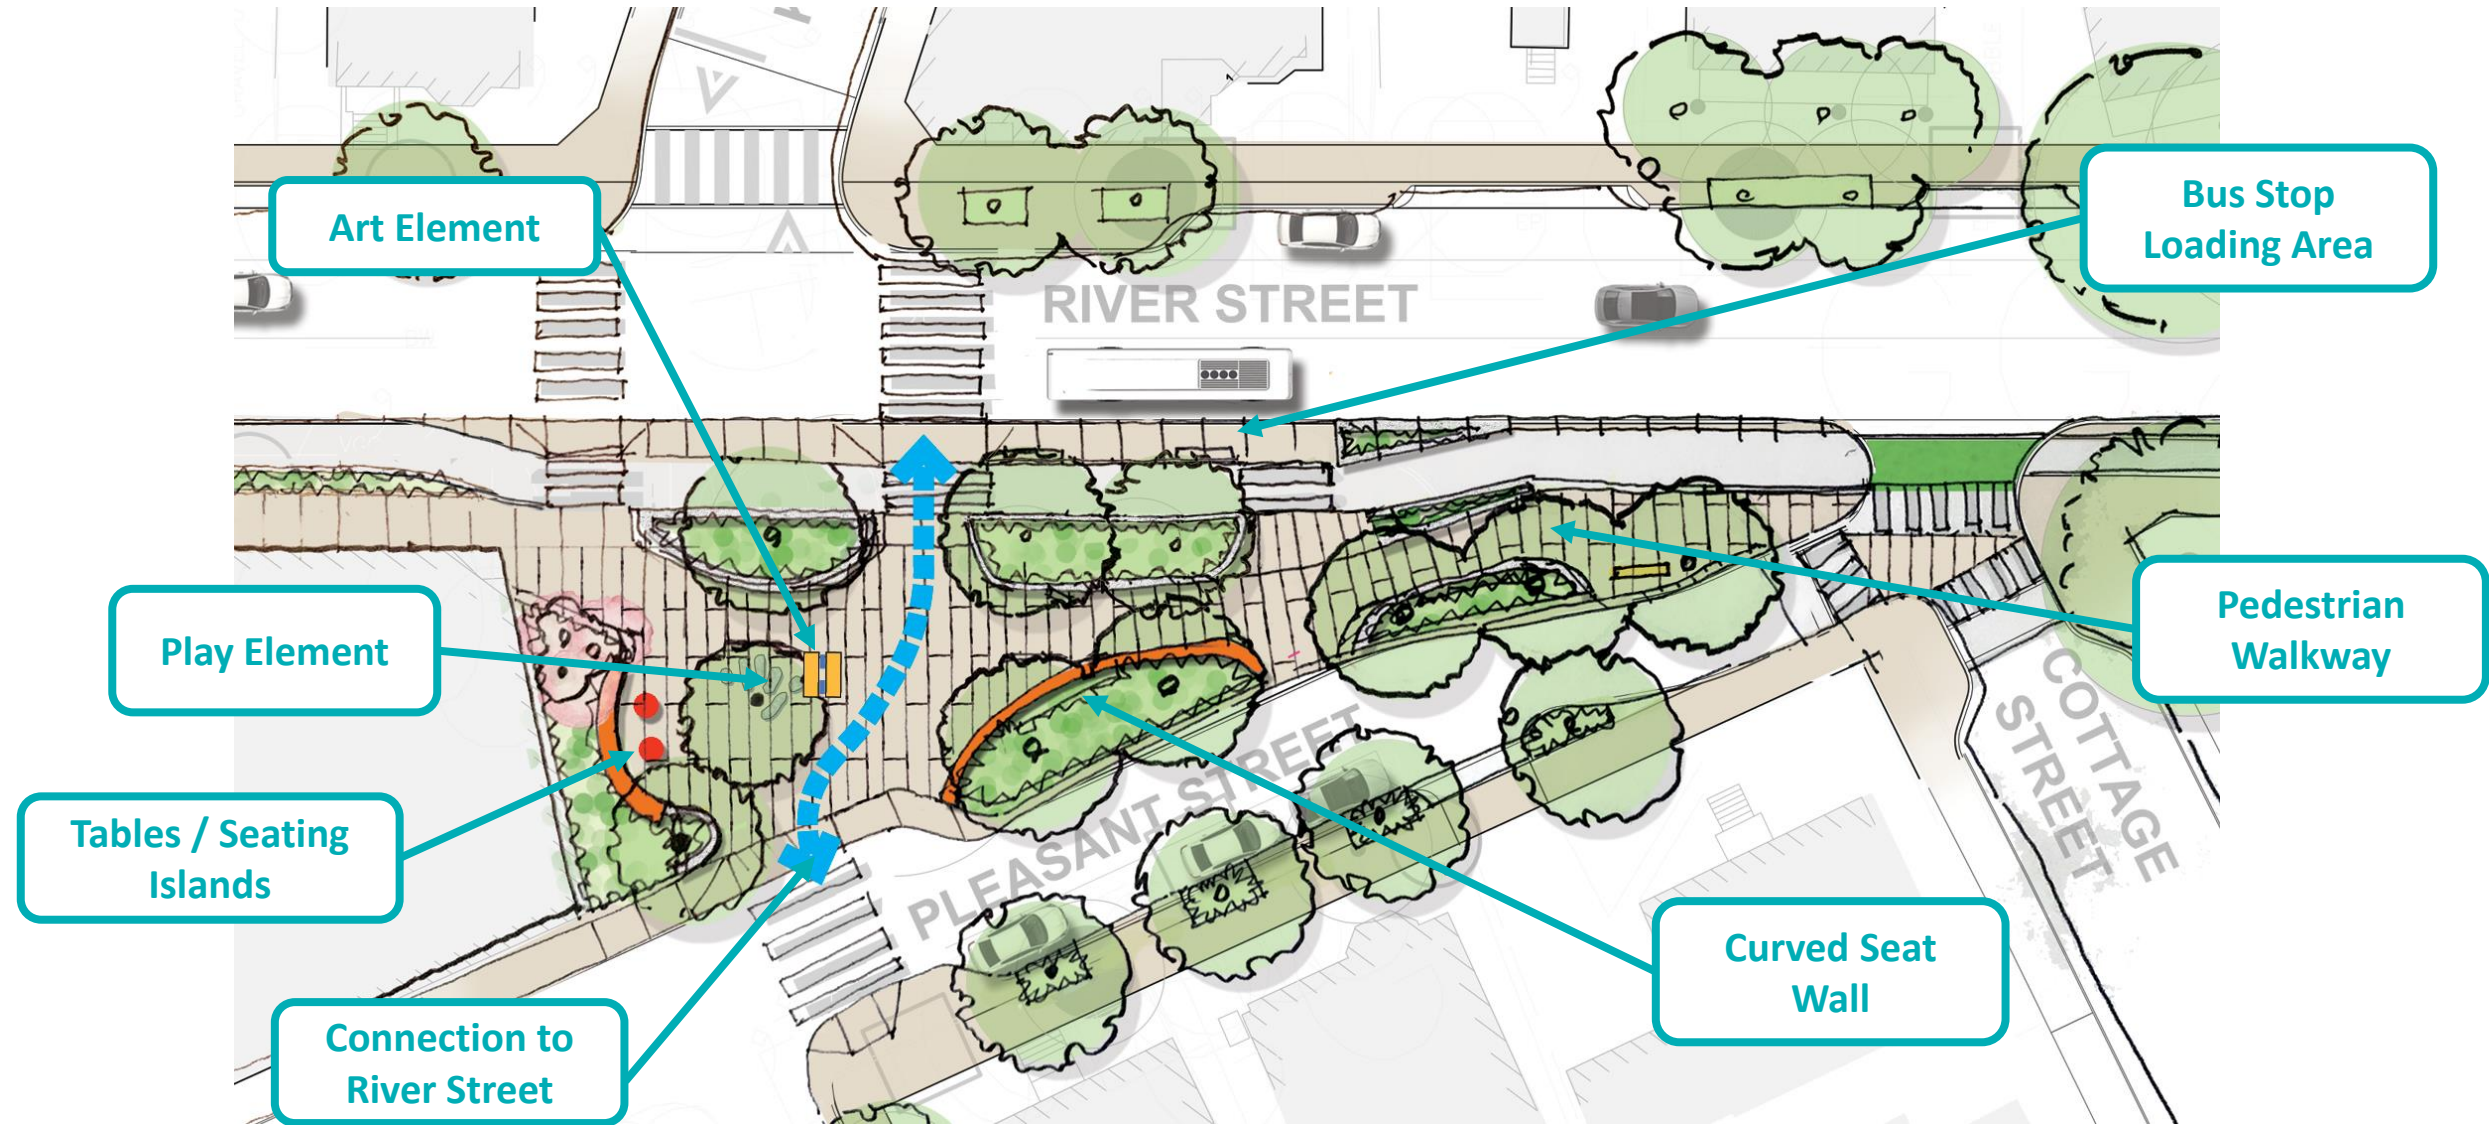 Art Element
Bus Stop
Loading Area
RIVER STREET
Play Element
Pedestrian
Walkway
Tables / Seating
Islands
COTTAGE
STREET
PLEASANT STREET
Curved Seat
Wall
Connection to
River Street